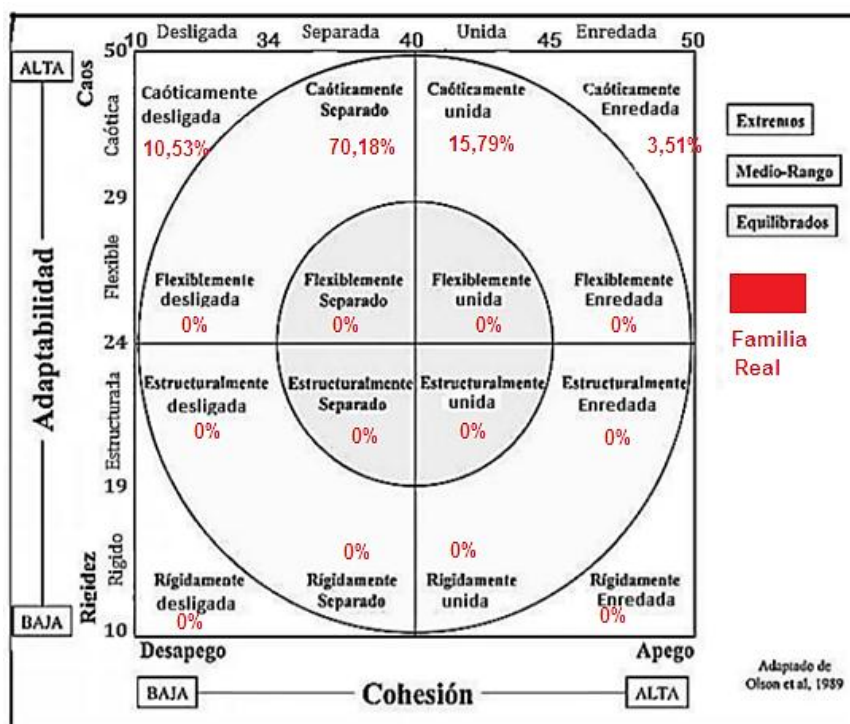 Desligada Separada Unida Enredada
10 34 40 45 50
50
ALTA
Caos
Caótica
Caóticamente
desligada
10,53%
Caóticamente
Separado
70,18%
Caóticamente
unida
15,79%
Caóticamente
Enredada
3,51%
Extremos
Medio-Rango
Equilibrados
Familia
Real
29
Adaptabilidad
Flexible
Flexiblemente
desligada
0%
Flexiblemente
Separado
0%
Flexiblemente
unida
0%
Flexiblemente
Enredada
0%
24
Estructurada
Estructuralmente
desligada
0%
Estructuralmente
Separado
0%
Estructuralmente
unida
0%
Estructuralmente
Enredada
0%
19
Rigidez
Rígido
Rígidamente
desligada
0%
0%
Rígidamente
Separado
0%
Rígidamente
unida
Rígidamente
Enredada
0%
BAJA
10
Desapego
Apego
BAJA
Cohesión
ALTA
Adaptado de
Olson et al, 1989